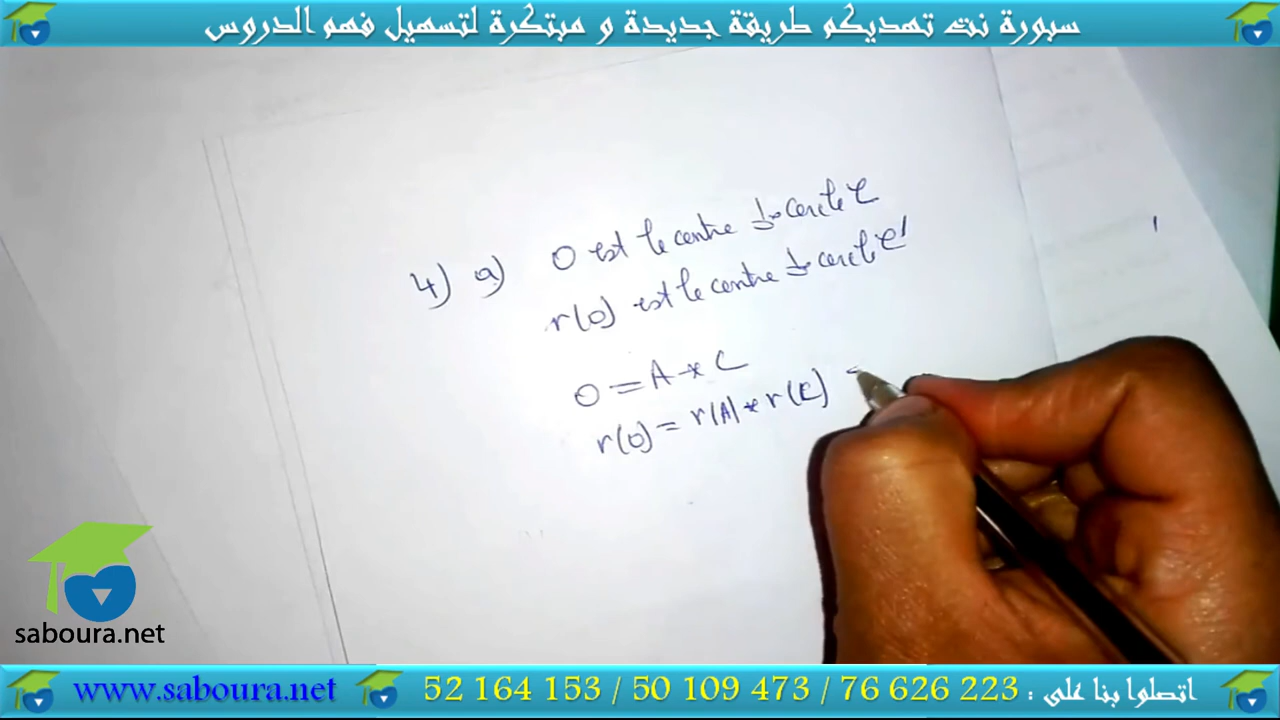 سبورة نت تهديكم طريقة جديدة و مبتكرة لتسهيل فهم الدروس
4) a) O est le centre du cercle C
r(O) est le centre du cercle C'
O = A * C
r(O) = r(A) * r(C) =
saboura.net
www.saboura.net
52 164 153 / 50 109 473 / 76 626 223 : اتصلوا بنا على